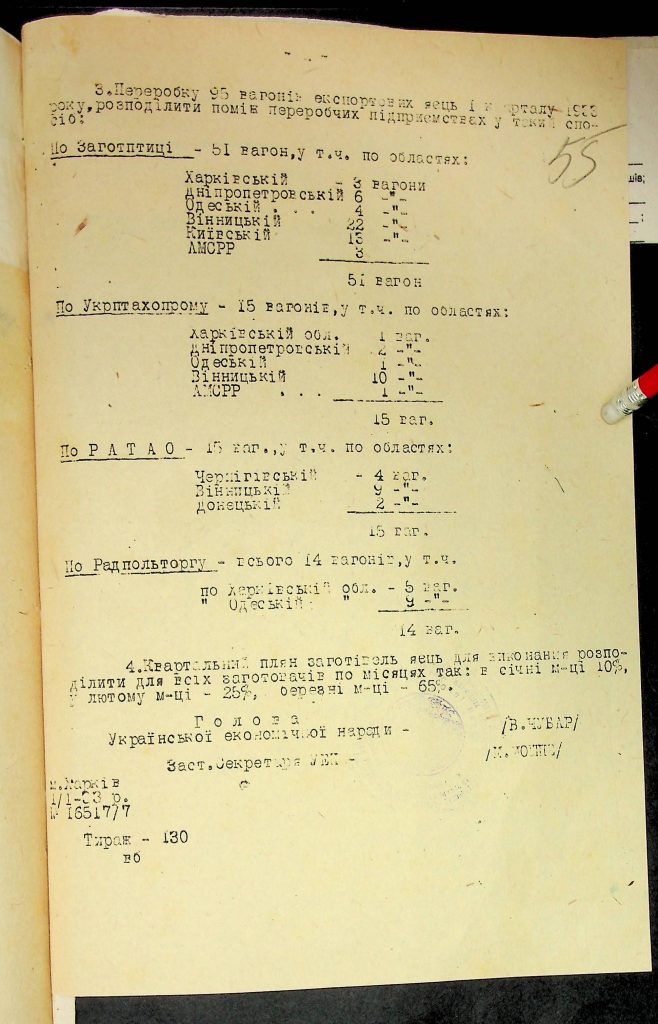 3.Переробку 95 вагонів експортових яєць І кварталу 1933
року,розподілити поміж переробчих підприємствах у такий спо-
сіб:
55
По Заготптиці - 51 вагон,у т.ч. по областях:
Харківській - 3 вагони
Дніпропетровській 6 -"-
Одеській . . . 4 -"-
Вінницькій 22 -"-
Київській 13 -"-
АМСРР 3
51 вагон
По Укрптахопрому - 15 вагонів,у т.ч. по областях:
Харківській обл. 1 ваг.
Дніпропетровській 2 -"-
Одеській 1 -"-
Вінницькій 10 -"-
АМСРР . . . 1 -"-
15 ваг.
По Р А Т А О - 15 ваг.,у т.ч. по областях:
Чернігівській - 4 ваг.
Вінницькій 9 -"-
Донецькій 2 -"-
15 ваг.
По Радпольторгу - всього 14 вагонів,у т.ч.
по Харківській обл. - 5 ваг.
" Одеській " 9 -"-
14 ваг.
4.Квартальний плян заготівель яєць для виконання розпо-
ділити для всіх заготовачів по місяцях так: в січні м-ці 10%,
у лютому м-ці - 25%, березні м-ці - 65%.
Г о л о в а
Української економічної наради - /В.ЧУБАР/
Заст.Секретаря УЕН -
м.Харків
1/1-33 р.
№ 16517/7
Тираж - 130
вб